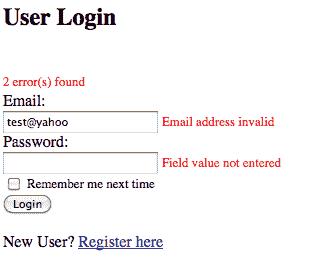 User Login
2 error(s) found
Email:
test@yahoo Email address invalid
Password:
Field value not entered
Remember me next time
Login
New User? Register here